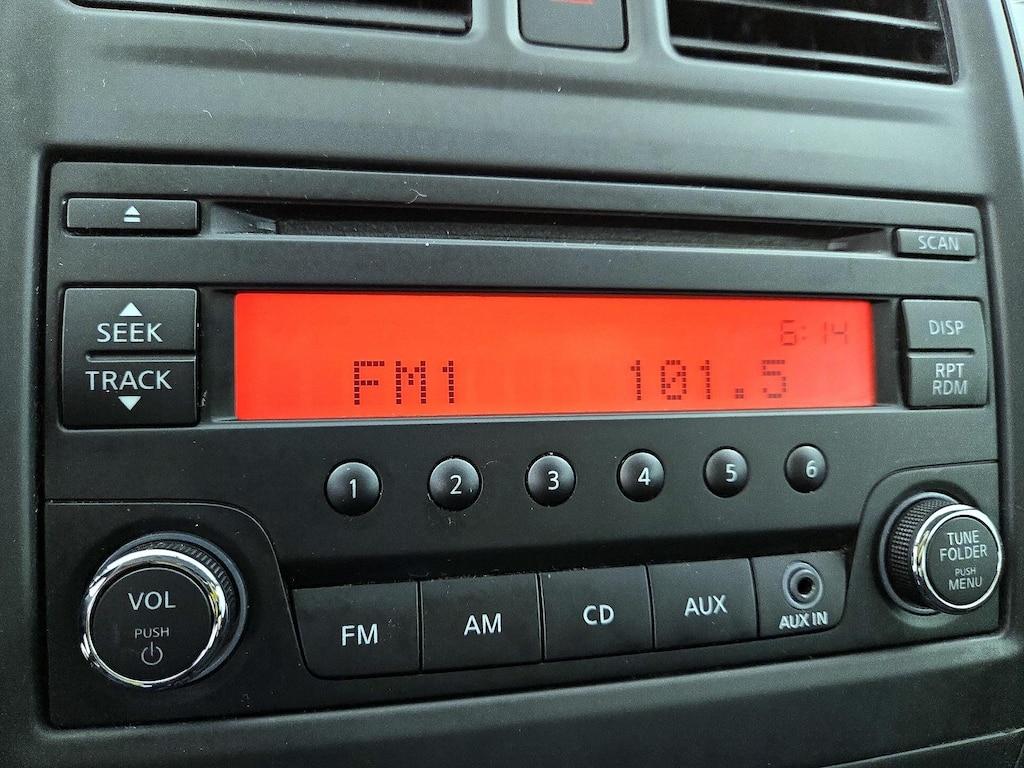 SCAN
SEEK
TRACK
6:14
FM1 101.5
DISP
RPT
RDM
1 2 3 4 5 6
VOL
PUSH
FM AM CD AUX
AUX IN
TUNE
FOLDER
PUSH
MENU